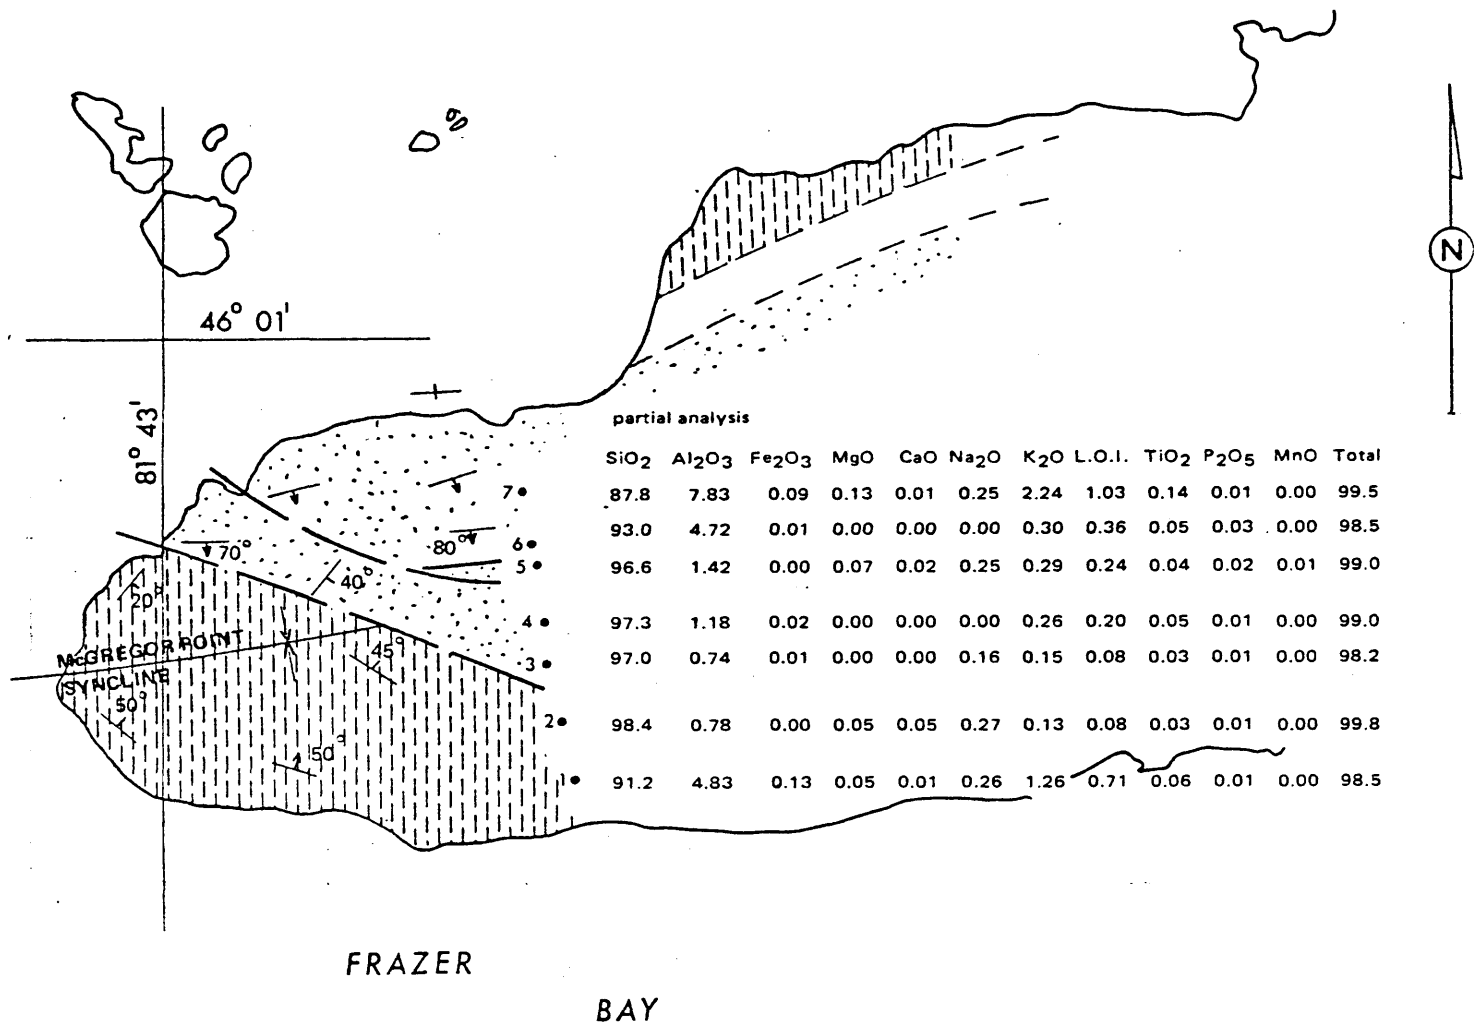 N
46° 01'
81° 43'
partial analysis
SiO2 Al2O3 Fe2O3 MgO CaO Na2O K2O L.O.I. TiO2 P2O5 MnO Total
7 87.8 7.83 0.09 0.13 0.01 0.25 2.24 1.03 0.14 0.01 0.00 99.5
6 93.0 4.72 0.01 0.00 0.00 0.00 0.30 0.36 0.05 0.03 0.00 98.5
5 96.6 1.42 0.00 0.07 0.02 0.25 0.29 0.24 0.04 0.02 0.01 99.0
4 97.3 1.18 0.02 0.00 0.00 0.00 0.26 0.20 0.05 0.01 0.00 99.0
3 97.0 0.74 0.01 0.00 0.00 0.16 0.15 0.08 0.03 0.01 0.00 98.2
2 98.4 0.78 0.00 0.05 0.05 0.27 0.13 0.08 0.03 0.01 0.00 99.8
1 91.2 4.83 0.13 0.05 0.01 0.26 1.26 0.71 0.06 0.01 0.00 98.5
70°
80°
40°
20°
45°
McGREGOR POINT
SYNCLINE
50°
50°
FRAZER
BAY